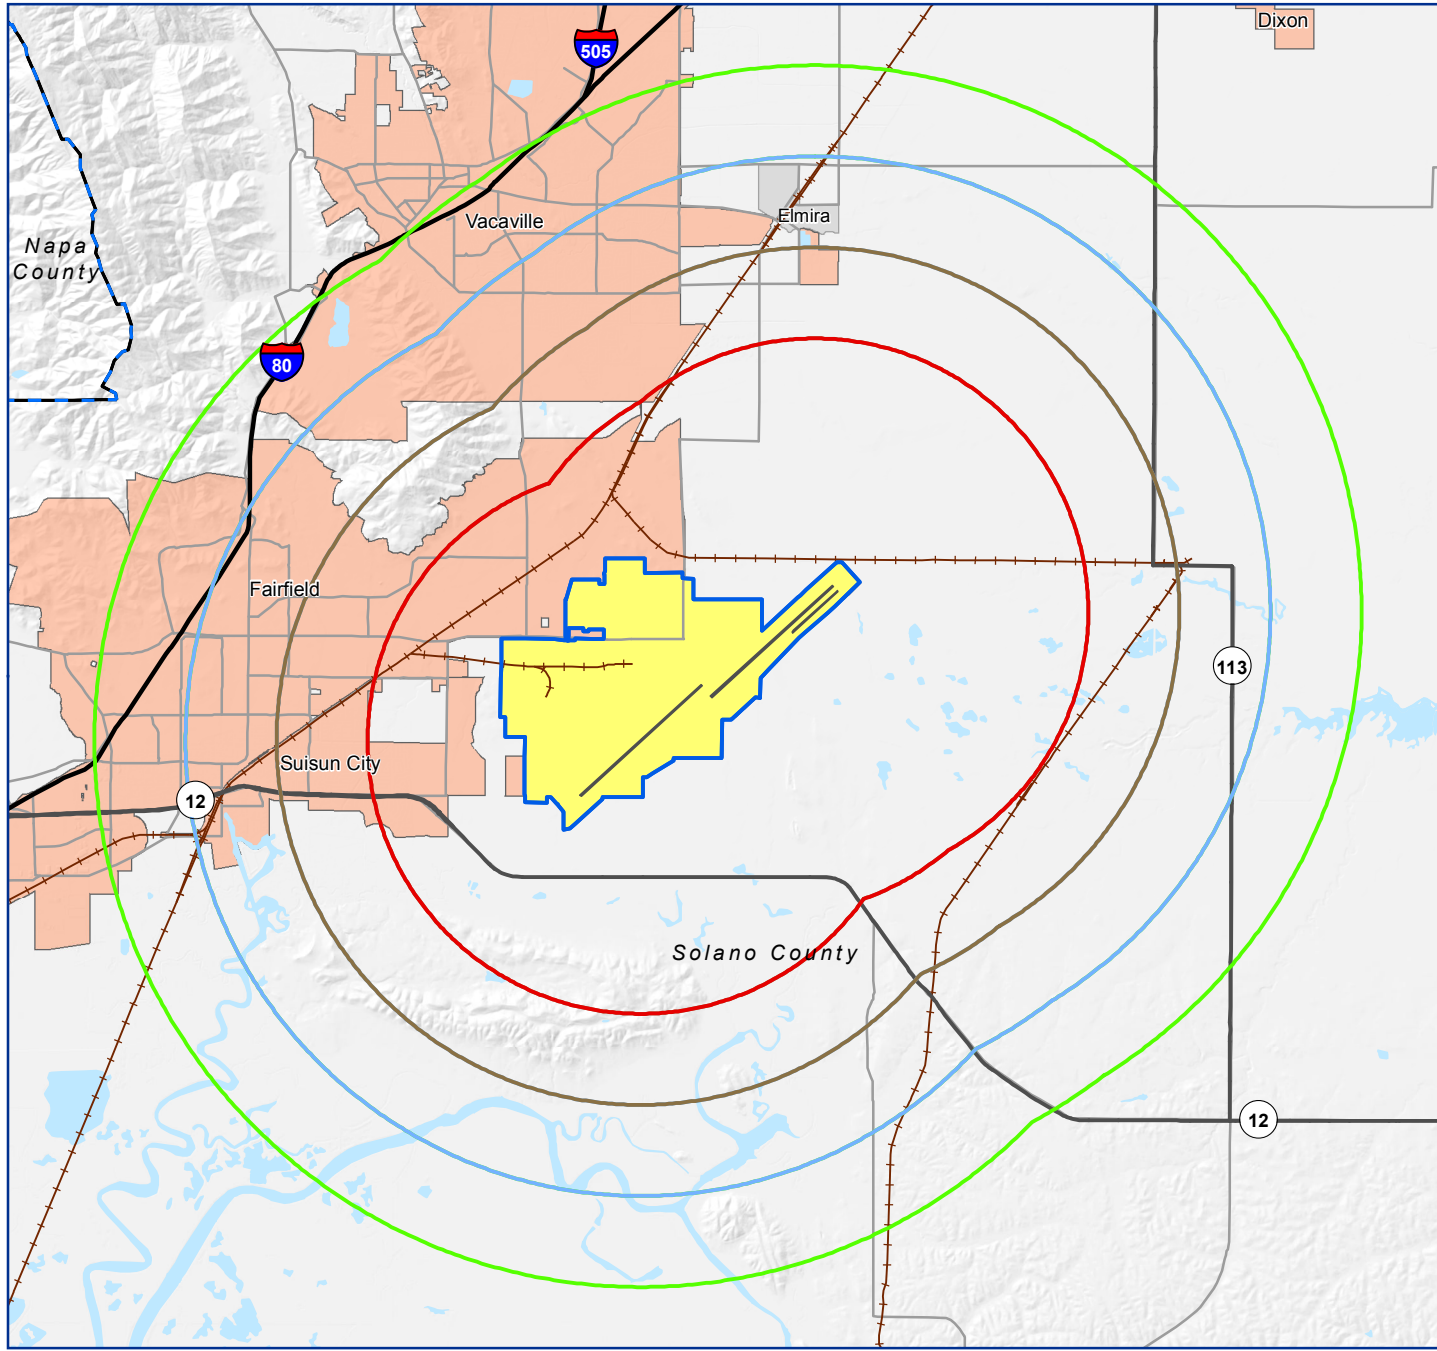 Dixon
505
Vacaville
Elmira
Napa
County
80
Fairfield
113
Suisun City
12
Solano County
12